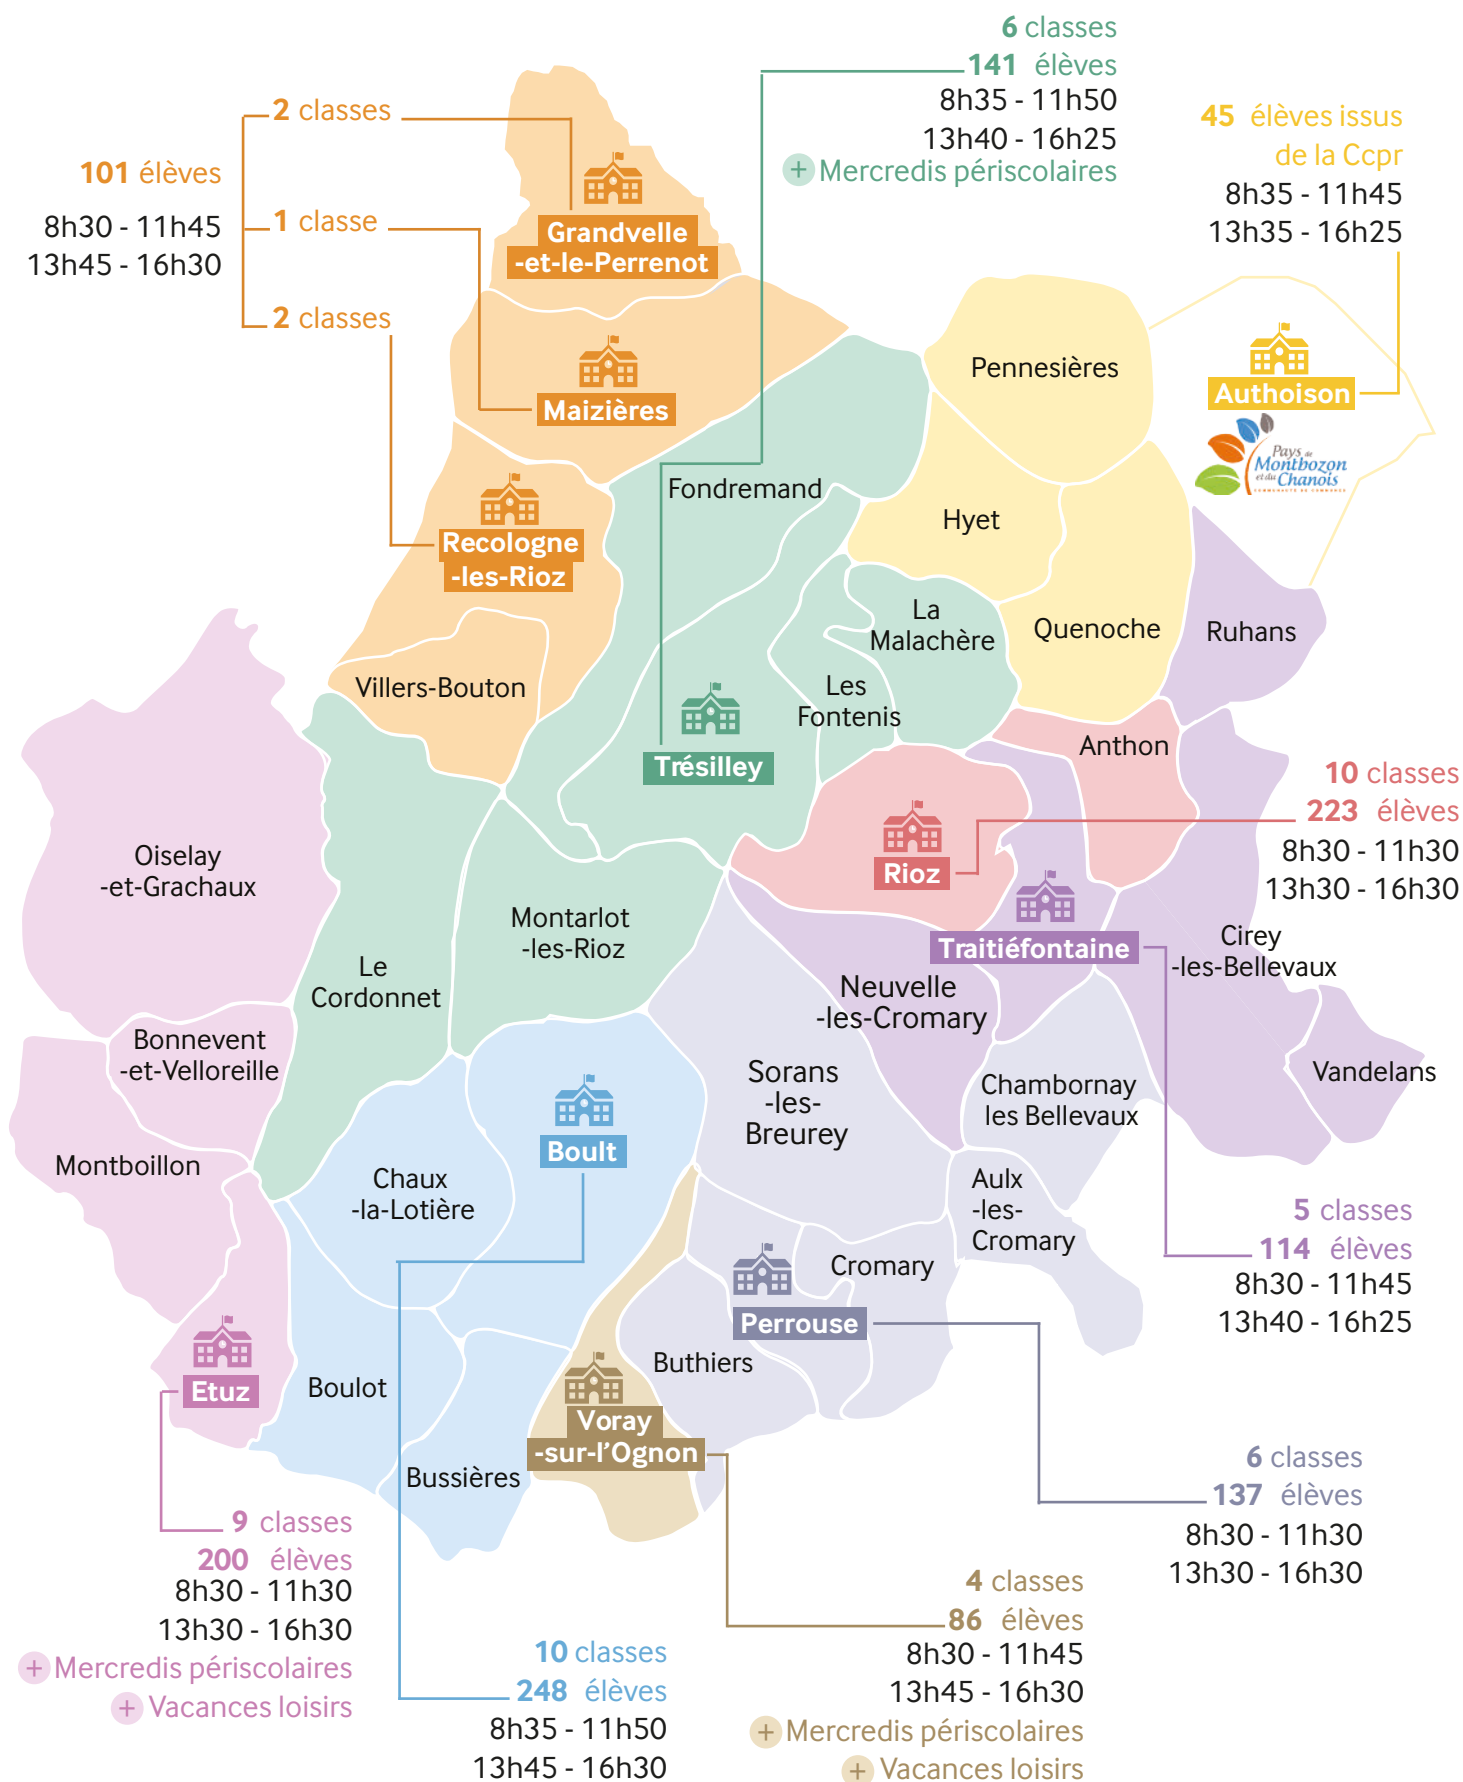 6 classes
141 élèves
8h35 - 11h50
13h40 - 16h25
+ Mercredis périscolaires
45 élèves issus
de la Ccpr
8h35 - 11h45
13h35 - 16h25
2 classes
101 élèves
8h30 - 11h45
13h45 - 16h30
1 classe
2 classes
Grandvelle
-et-le-Perrenot
Maizières
Pennesières
Authoison
Pays de
Montbozon
et du Chanois
COMMUNAUTÉ DE COMMUNES
Fondremand
Hyet
Recologne
-les-Rioz
La
Malachère
Quenoche
Ruhans
Villers-Bouton
Les
Fontenis
Trésilley
Anthon
10 classes
223 élèves
8h30 - 11h30
13h30 - 16h30
Oiselay
-et-Grachaux
Rioz
Montarlot
-les-Rioz
Traitiéfontaine
Cirey
-les-Bellevaux
Le
Cordonnet
Neuvelle
-les-Cromary
Bonnevent
-et-Velloreille
Sorans
-les-
Breurey
Chambornay
les Bellevaux
Vandelans
Boult
Montboillon
Chaux
-la-Lotière
Aulx
-les-
Cromary
5 classes
114 élèves
8h30 - 11h45
13h40 - 16h25
Cromary
Perrouse
Buthiers
Etuz
Boulot
Voray
-sur-l'Ognon
Bussières
6 classes
137 élèves
8h30 - 11h30
13h30 - 16h30
9 classes
200 élèves
8h30 - 11h30
13h30 - 16h30
+ Mercredis périscolaires
+ Vacances loisirs
10 classes
248 élèves
8h35 - 11h50
13h45 - 16h30
4 classes
86 élèves
8h30 - 11h45
13h45 - 16h30
+ Mercredis périscolaires
+ Vacances loisirs